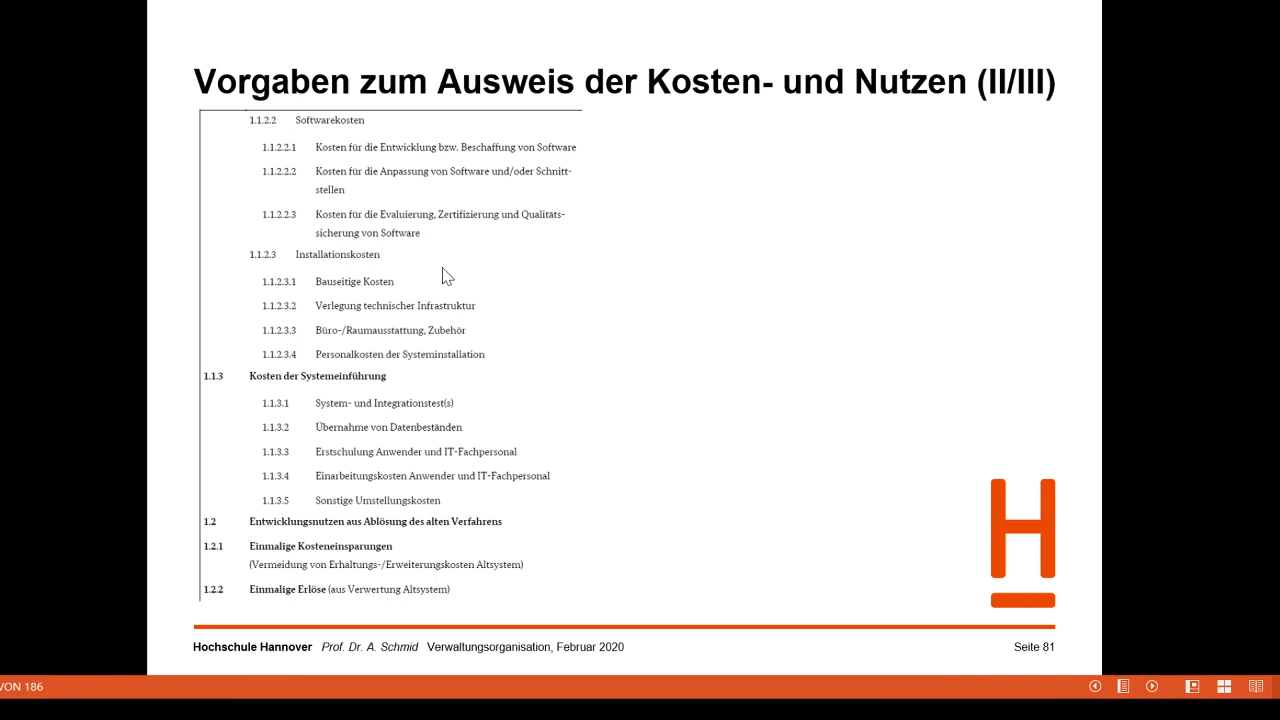 Vorgaben zum Ausweis der Kosten- und Nutzen (II/III)
1.1.2.2 Softwarekosten
1.1.2.2.1 Kosten für die Entwicklung bzw. Beschaffung von Software
1.1.2.2.2 Kosten für die Anpassung von Software und/oder Schnitt-
stellen
1.1.2.2.3 Kosten für die Evaluierung, Zertifizierung und Qualitäts-
sicherung von Software
1.1.2.3 Installationskosten
1.1.2.3.1 Bauseitige Kosten
1.1.2.3.2 Verlegung technischer Infrastruktur
1.1.2.3.3 Büro-/Raumausstattung, Zubehör
1.1.2.3.4 Personalkosten der Systeminstallation
1.1.3 Kosten der Systemeinführung
1.1.3.1 System- und Integrationstest(s)
1.1.3.2 Übernahme von Datenbeständen
1.1.3.3 Erstschulung Anwender und IT-Fachpersonal
1.1.3.4 Einarbeitungskosten Anwender und IT-Fachpersonal
1.1.3.5 Sonstige Umstellungskosten
1.2 Entwicklungsnutzen aus Ablösung des alten Verfahrens
1.2.1 Einmalige Kosteneinsparungen
(Vermeidung von Erhaltungs-/Erweiterungskosten Altsystem)
1.2.2 Einmalige Erlöse (aus Verwertung Altsystem)
H
Hochschule Hannover Prof. Dr. A. Schmid Verwaltungsorganisation, Februar 2020 Seite 81
VON 186